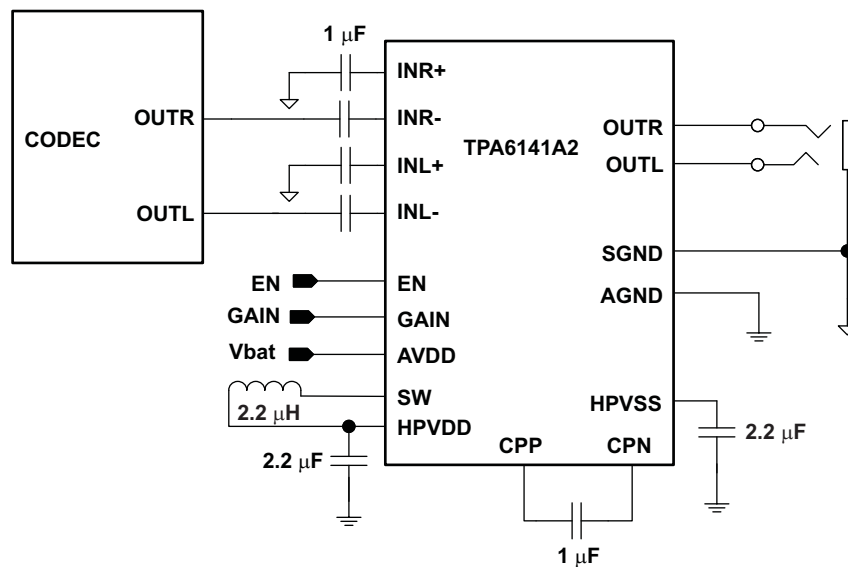 1 μF
INR+
OUTR
INR-
OUTR
CODEC
TPA6141A2
INL+
OUTL
OUTL
INL-
SGND
EN
EN
AGND
GAIN
GAIN
Vbat
AVDD
SW
HPVSS
2.2 μH
HPVDD
2.2 μF
2.2 μF
CPP
CPN
1 μF